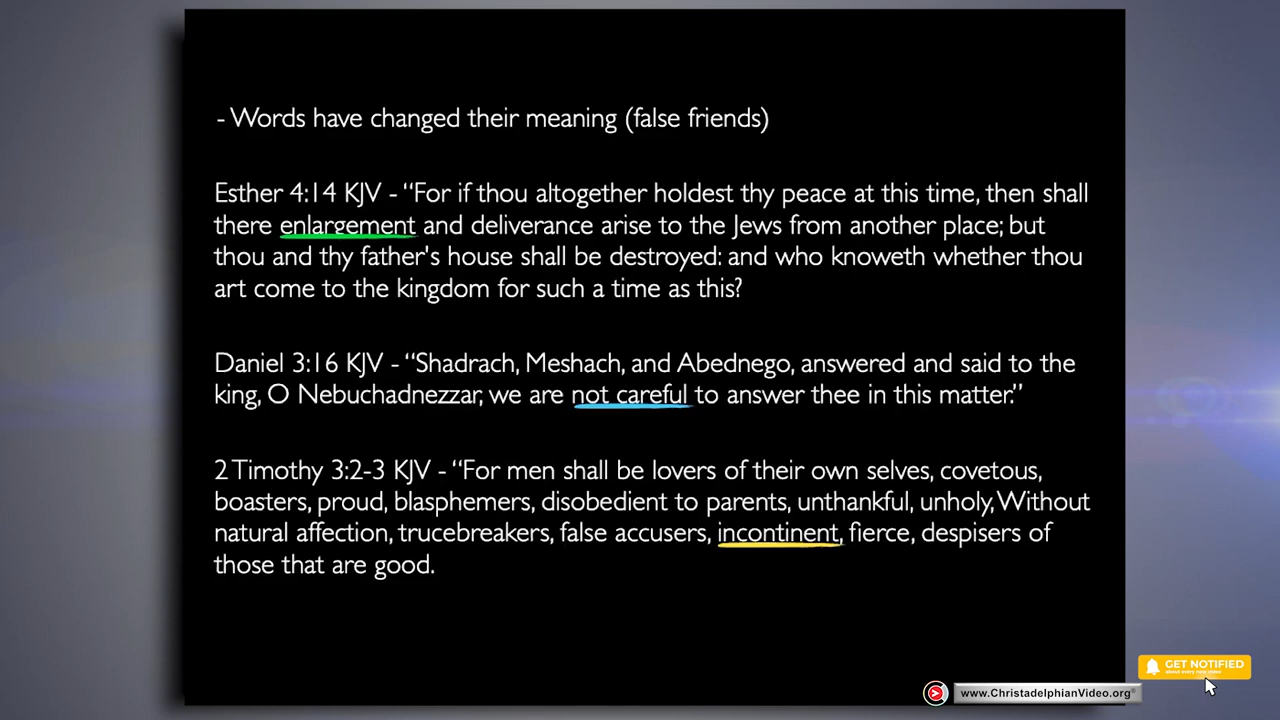 - Words have changed their meaning (false friends)
Esther 4:14 KJV - “For if thou altogether holdest thy peace at this time, then shall
there enlargement and deliverance arise to the Jews from another place; but
thou and thy father's house shall be destroyed: and who knoweth whether thou
art come to the kingdom for such a time as this?
Daniel 3:16 KJV - “Shadrach, Meshach, and Abednego, answered and said to the
king, O Nebuchadnezzar, we are not careful to answer thee in this matter.”
2 Timothy 3:2-3 KJV - “For men shall be lovers of their own selves, covetous,
boasters, proud, blasphemers, disobedient to parents, unthankful, unholy, Without
natural affection, trucebreakers, false accusers, incontinent, fierce, despisers of
those that are good.
GET NOTIFIED
about every new video
www.ChristadelphianVideo.org®